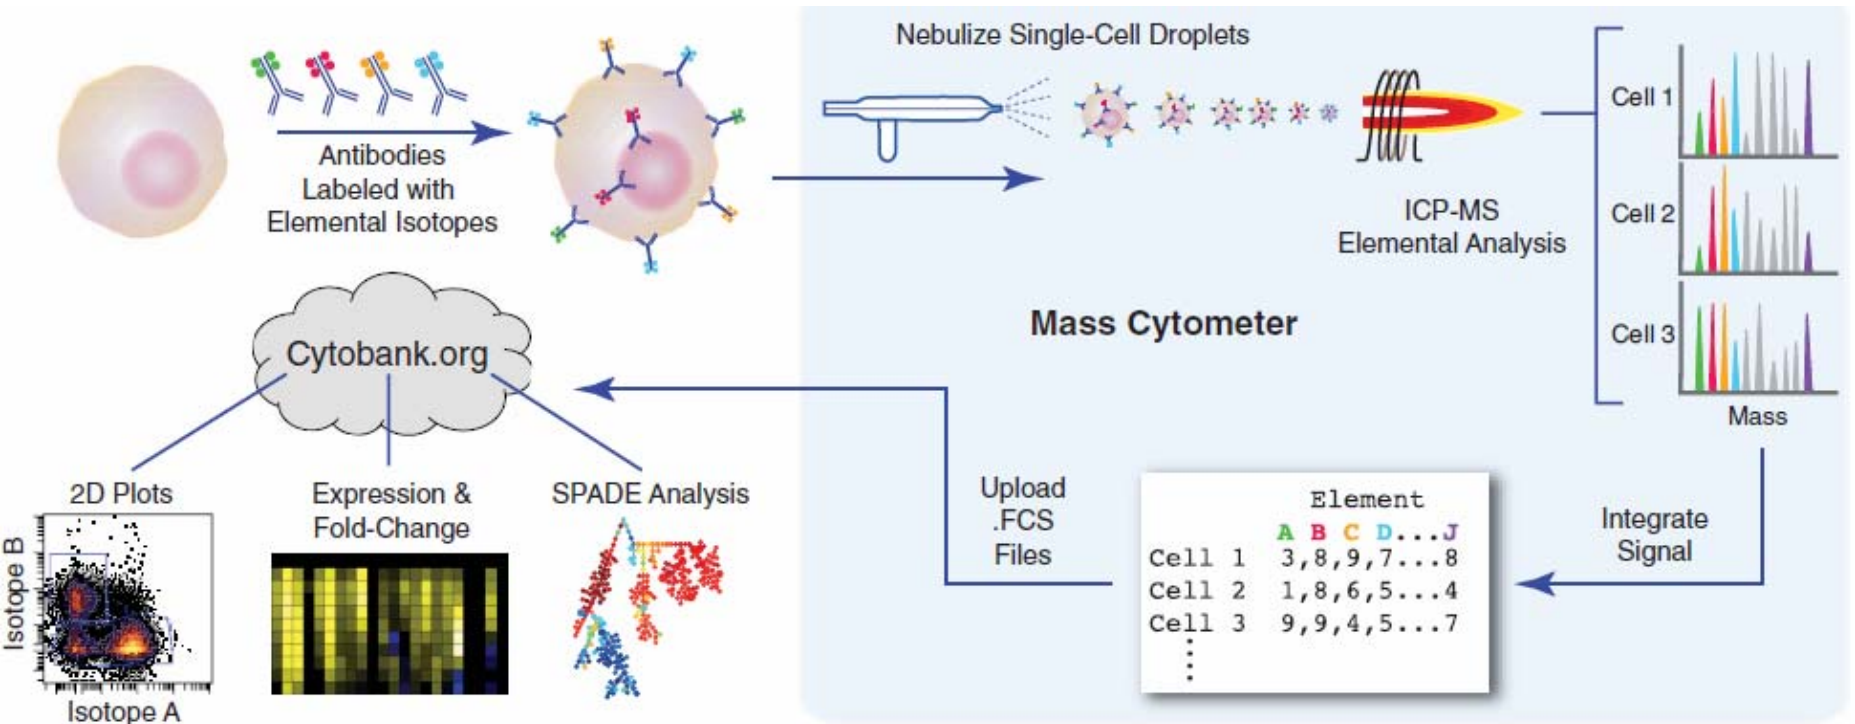 Nebulize Single-Cell Droplets
Antibodies
Labeled with
Elemental Isotopes
ICP-MS
Elemental Analysis
Cell 1
Cell 2
Cell 3
Mass
Mass Cytometer
Integrate
Signal
Element
A B C D...J
Cell 1 3,8,9,7...8
Cell 2 1,8,6,5...4
Cell 3 9,9,4,5...7
Upload
.FCS
Files
Cytobank.org
2D Plots
Isotope B
Isotope A
Expression &
Fold-Change
SPADE Analysis